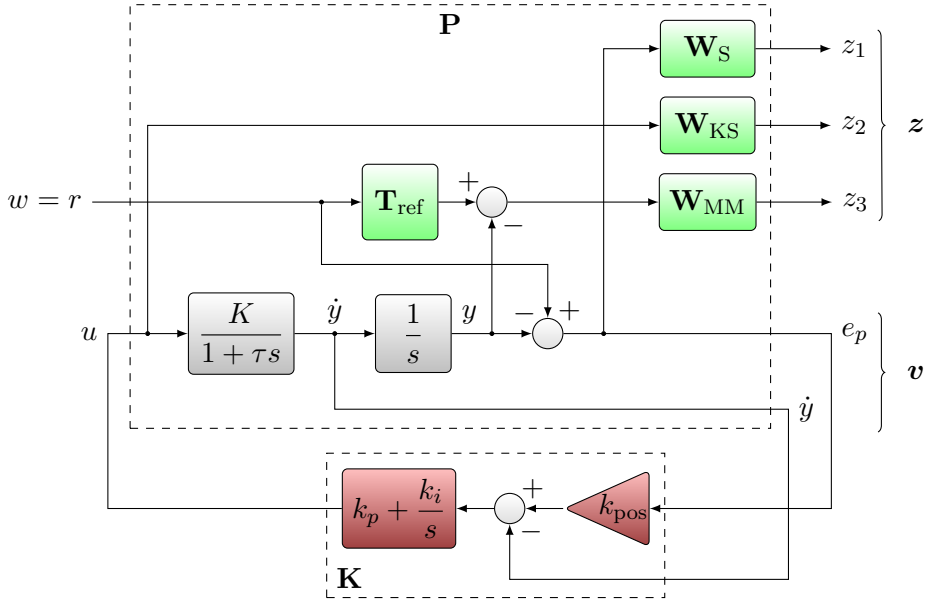 P
W_S z_1
W_KS z_2 z
w = r T_ref + − W_MM z_3
u K / (1 + τs) ẏ 1 / s y − + e_p v
ẏ
k_p + k_i / s + − k_pos
K